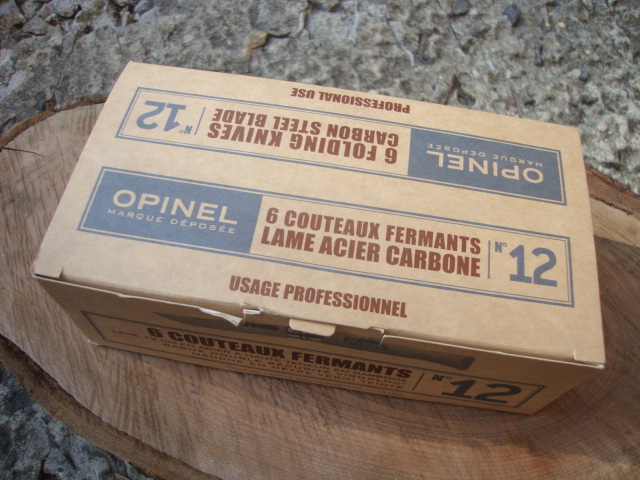 PROFESSIONAL USE
6 FOLDING KNIVES
CARBON STEEL BLADE
N° 12
OPINEL
MARQUE DÉPOSÉE
OPINEL
MARQUE DÉPOSÉE
6 COUTEAUX FERMANTS
LAME ACIER CARBONE
N° 12
USAGE PROFESSIONNEL
6 COUTEAUX FERMANTS
N° 12